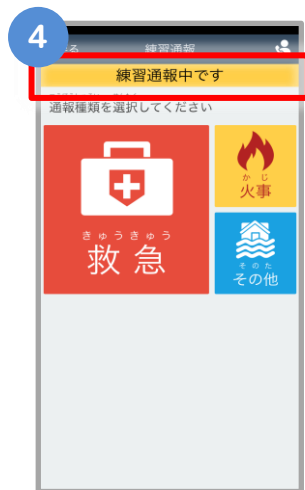 4
練習通報
練習通報中です
通報種類を選択してください
きゅうきゅう
救急
かじ
火事
そのた
その他